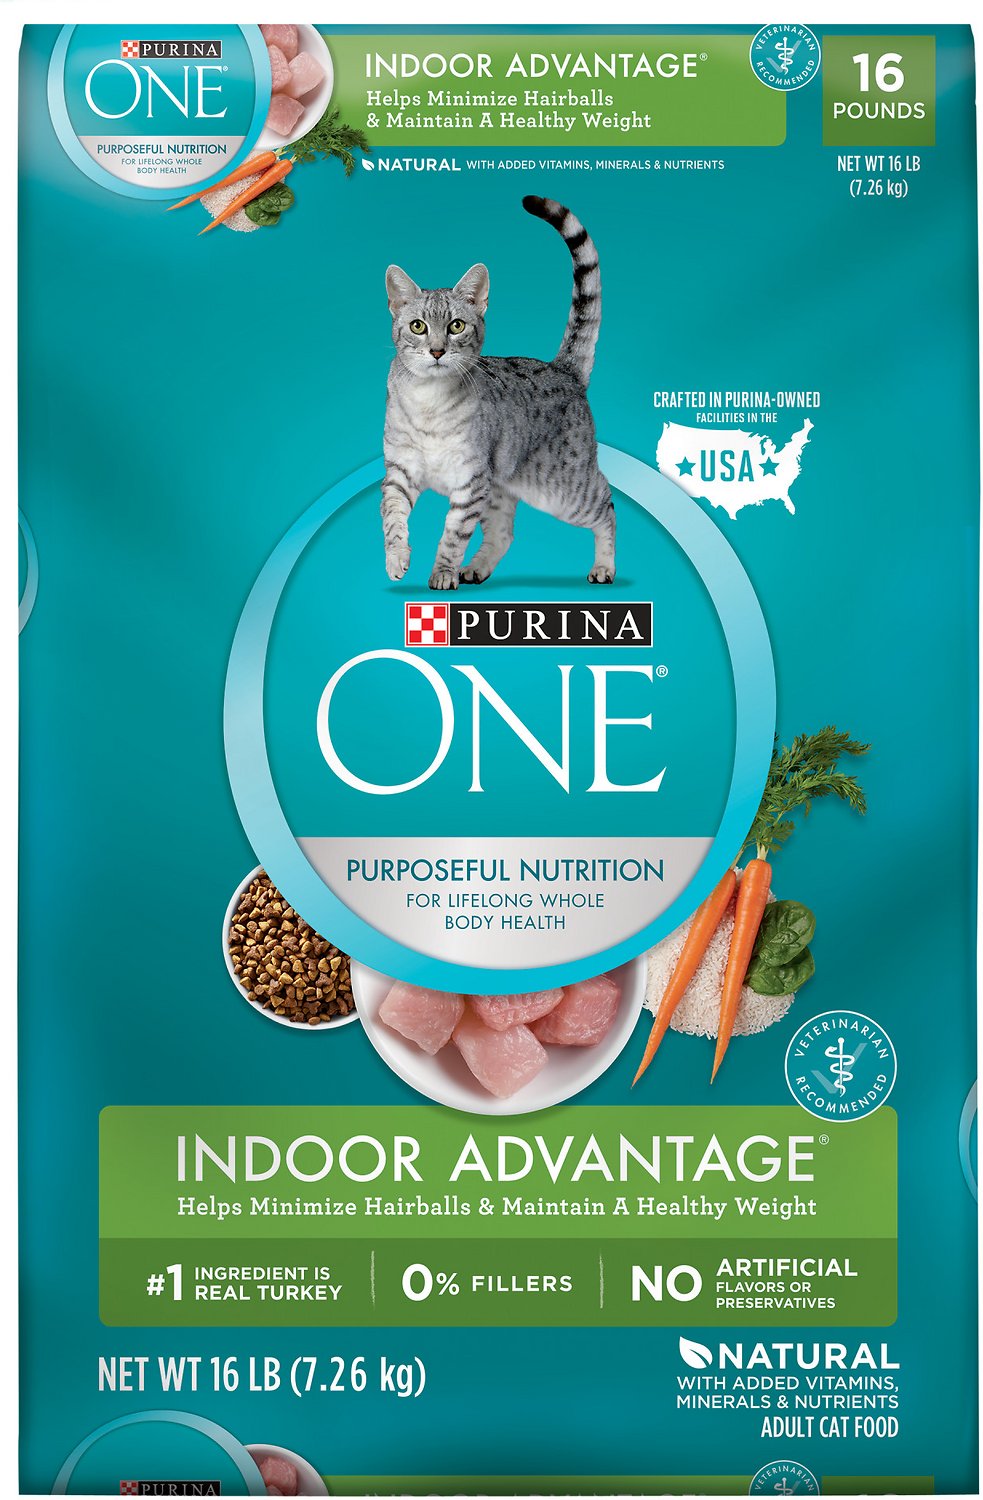 PURINA
ONE®
PURPOSEFUL NUTRITION
FOR LIFELONG WHOLE
BODY HEALTH
INDOOR ADVANTAGE®
Helps Minimize Hairballs
& Maintain A Healthy Weight
NATURAL WITH ADDED VITAMINS, MINERALS & NUTRIENTS
VETERINARIAN
RECOMMENDED
16
POUNDS
NET WT 16 LB
(7.26 kg)
CRAFTED IN PURINA-OWNED
FACILITIES IN THE
USA
PURINA
ONE®
PURPOSEFUL NUTRITION
FOR LIFELONG WHOLE
BODY HEALTH
VETERINARIAN
RECOMMENDED
INDOOR ADVANTAGE®
Helps Minimize Hairballs & Maintain A Healthy Weight
#1 INGREDIENT IS
REAL TURKEY
0% FILLERS
NO ARTIFICIAL
FLAVORS OR
PRESERVATIVES
NET WT 16 LB (7.26 kg)
NATURAL
WITH ADDED VITAMINS,
MINERALS & NUTRIENTS
ADULT CAT FOOD
PURINA
VETERINARIAN